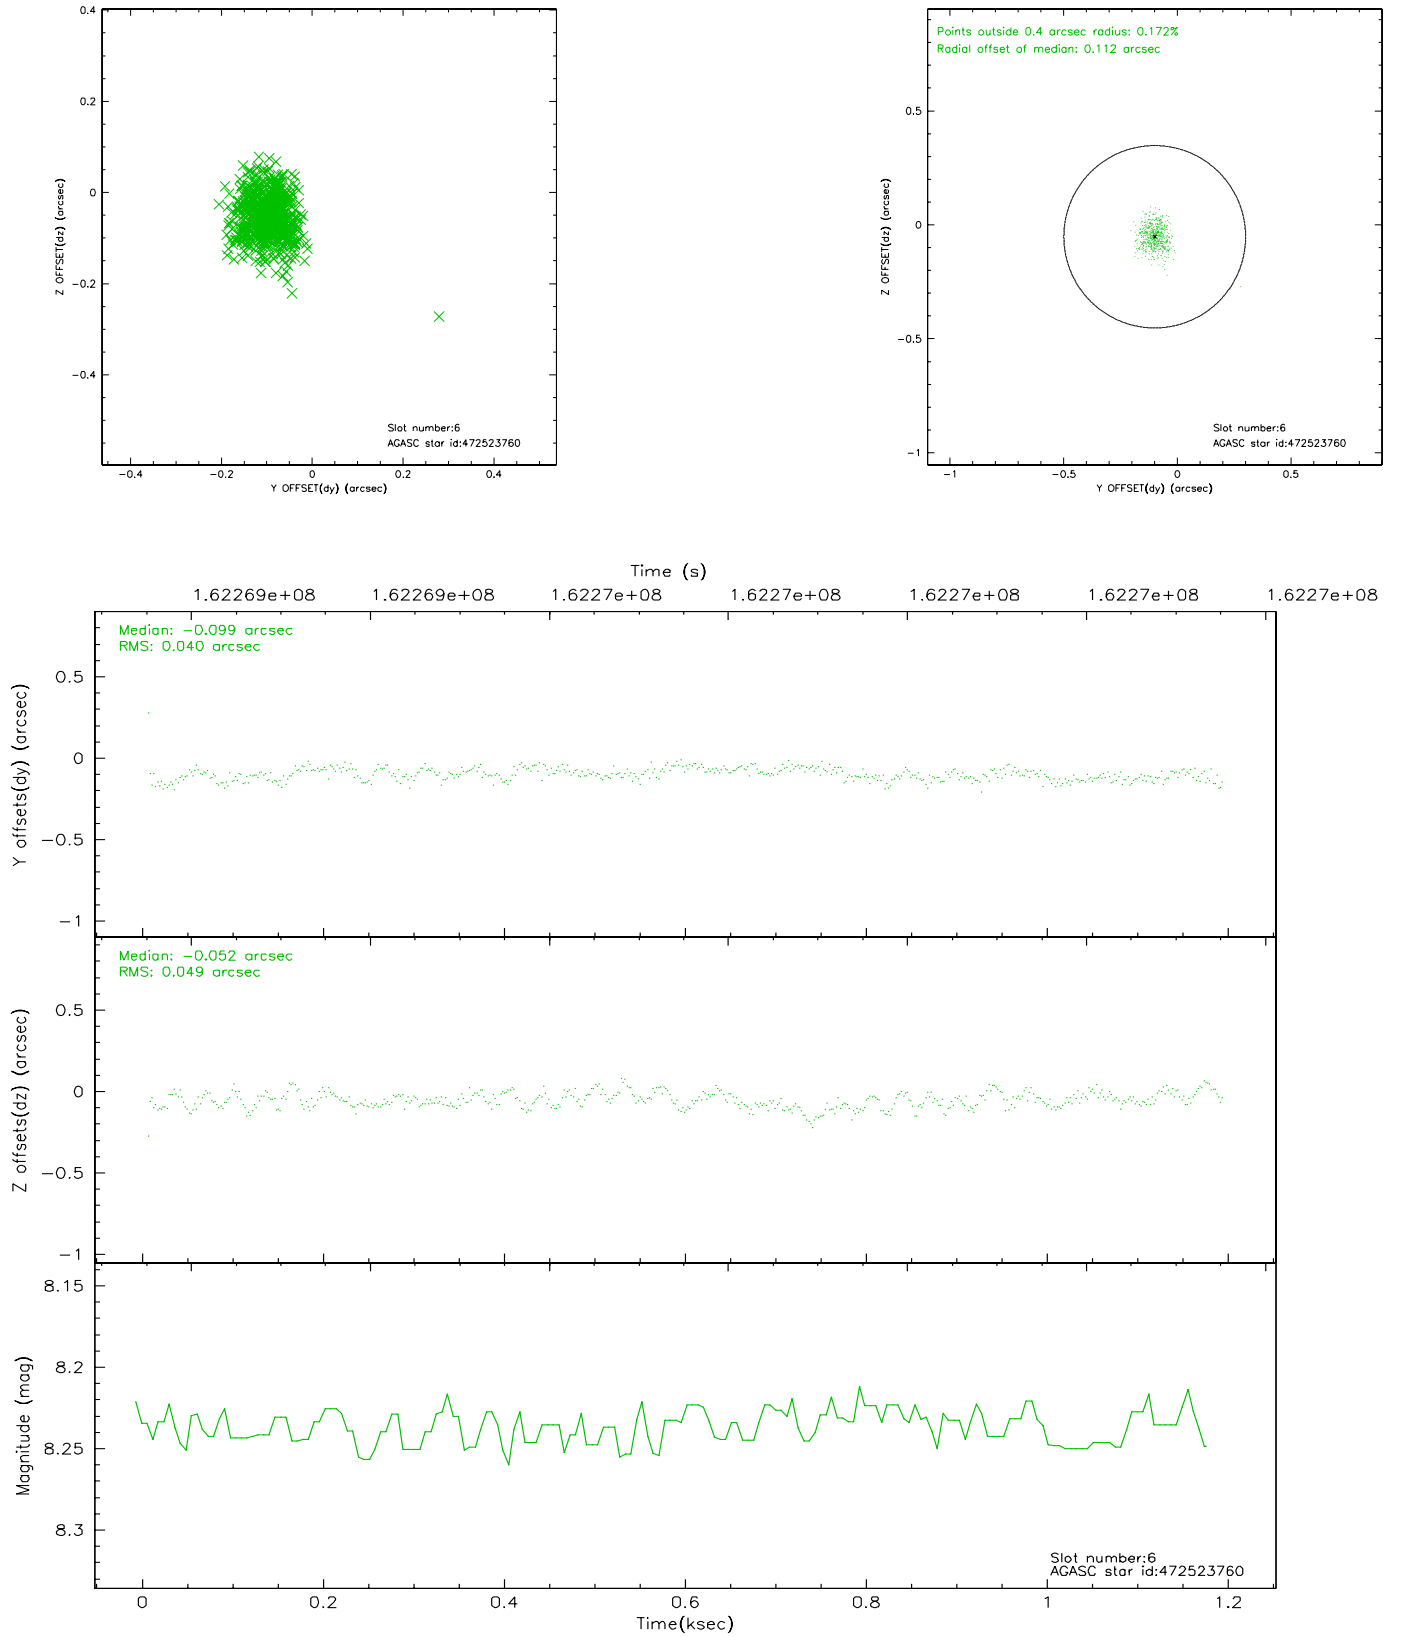 0.4
0.2
0
−0.2
−0.4
Z OFFSET(dz) (arcsec)
Slot number:6
AGASC star id:472523760
−0.4 −0.2 0 0.2 0.4
Y OFFSET(dy) (arcsec)
Points outside 0.4 arcsec radius: 0.172%
Radial offset of median: 0.112 arcsec
0.5
0
−0.5
−1
Z OFFSET(dz) (arcsec)
Slot number:6
AGASC star id:472523760
−1 −0.5 0 0.5
Y OFFSET(dy) (arcsec)
Time (s)
1.62269e+08 1.62269e+08 1.6227e+08 1.6227e+08 1.6227e+08 1.6227e+08 1.6227e+08
Median: −0.099 arcsec
RMS: 0.040 arcsec
0.5
0
−0.5
−1
Y offsets(dy) (arcsec)
Median: −0.052 arcsec
RMS: 0.049 arcsec
0.5
0
−0.5
−1
Z offsets(dz) (arcsec)
8.15
8.2
8.25
8.3
Magnitude (mag)
Slot number:6
AGASC star id:472523760
0 0.2 0.4 0.6 0.8 1 1.2
Time(ksec)